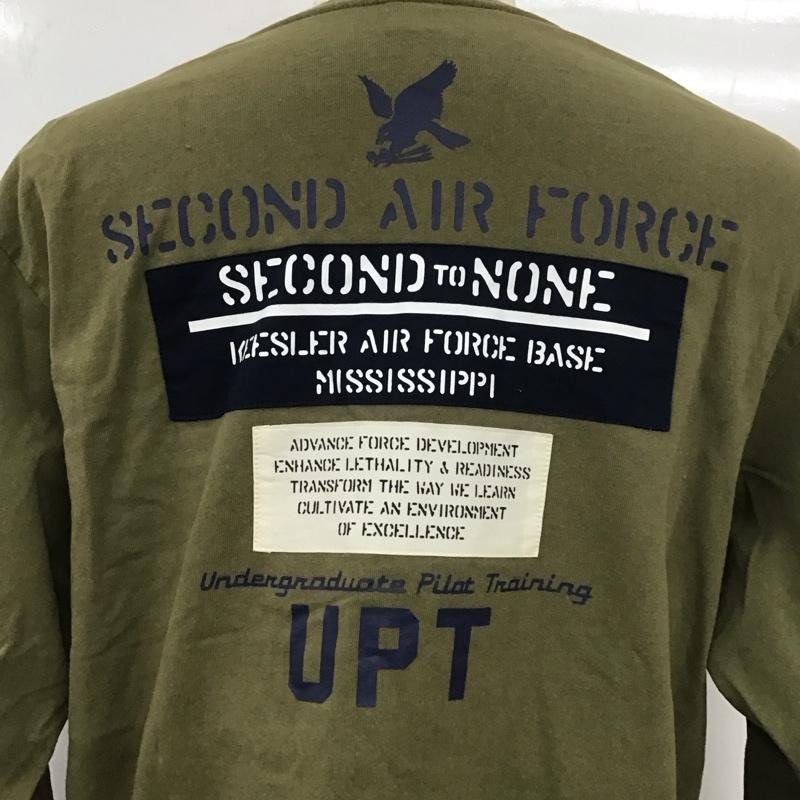 SECOND AIR FORCE
SECOND TO NONE
KEESLER AIR FORCE BASE
MISSISSIPPI
ADVANCE FORCE DEVELOPMENT
ENHANCE LETHALITY & READINESS
TRANSFORM THE WAY WE LEARN
CULTIVATE AN ENVIRONMENT
OF EXCELLENCE
Undergraduate Pilot Training
UPT